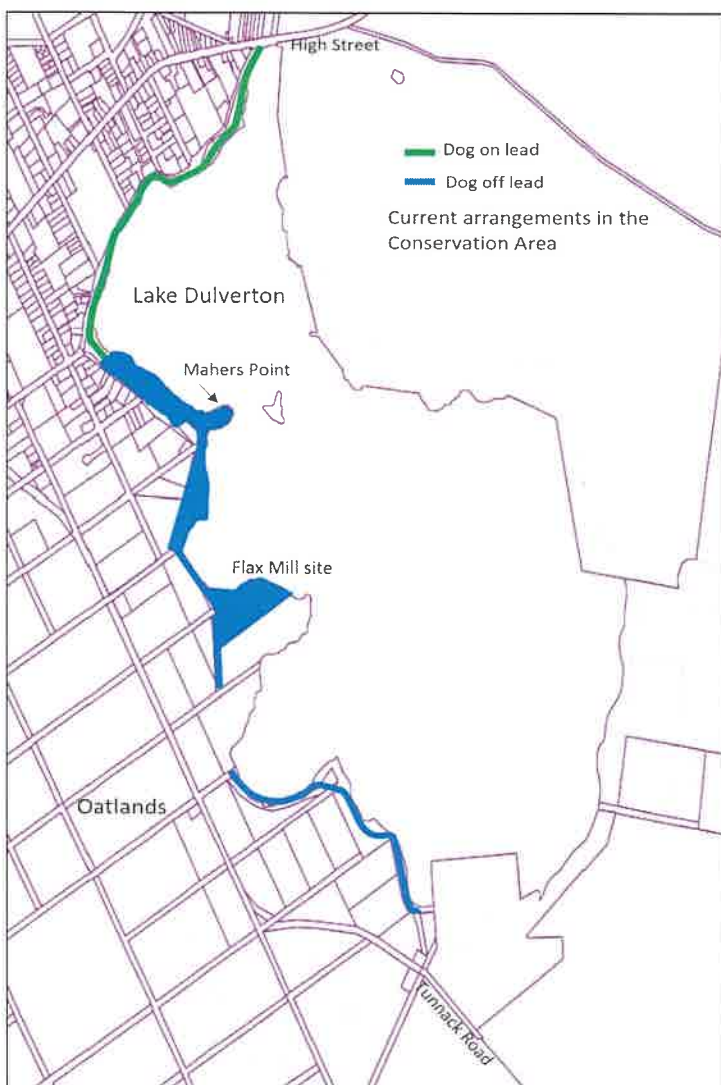 High Street
Dog on lead
Dog off lead
Current arrangements in the
Conservation Area
Lake Dulverton
Mahers Point
Flax Mill site
Oatlands
Tunnack Road